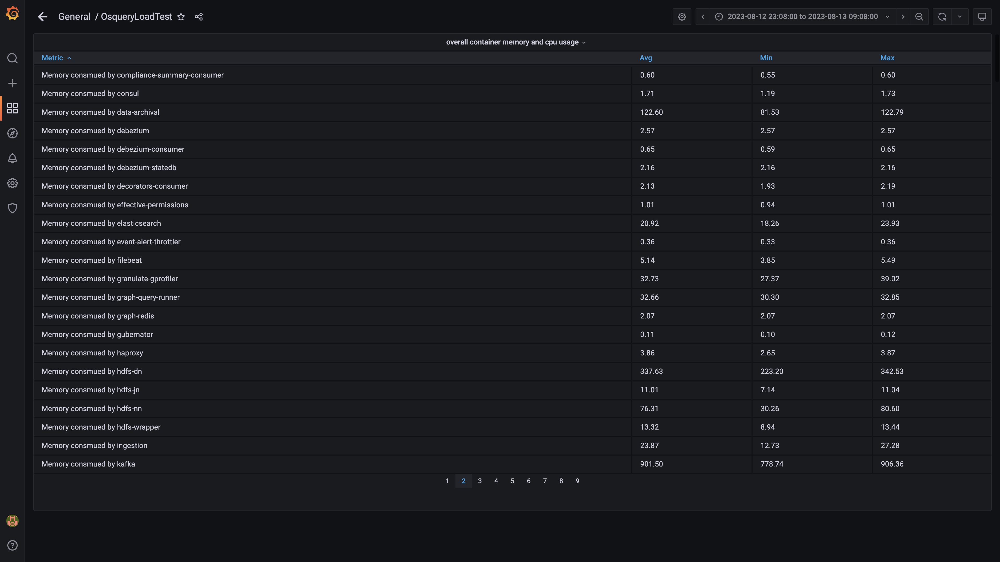 General / OsqueryLoadTest
2023-08-12 23:08:00 to 2023-08-13 09:08:00
overall container memory and cpu usage
Metric Avg Min Max
Memory consmued by compliance-summary-consumer 0.60 0.55 0.60
Memory consmued by consul 1.71 1.19 1.73
Memory consmued by data-archival 122.60 81.53 122.79
Memory consmued by debezium 2.57 2.57 2.57
Memory consmued by debezium-consumer 0.65 0.59 0.65
Memory consmued by debezium-statedb 2.16 2.16 2.16
Memory consmued by decorators-consumer 2.13 1.93 2.19
Memory consmued by effective-permissions 1.01 0.94 1.01
Memory consmued by elasticsearch 20.92 18.26 23.93
Memory consmued by event-alert-throttler 0.36 0.33 0.36
Memory consmued by filebeat 5.14 3.85 5.49
Memory consmued by granulate-gprofiler 32.73 27.37 39.02
Memory consmued by graph-query-runner 32.66 30.30 32.85
Memory consmued by graph-redis 2.07 2.07 2.07
Memory consmued by gubernator 0.11 0.10 0.12
Memory consmued by haproxy 3.86 2.65 3.87
Memory consmued by hdfs-dn 337.63 223.20 342.53
Memory consmued by hdfs-jn 11.01 7.14 11.04
Memory consmued by hdfs-nn 76.31 30.26 80.60
Memory consmued by hdfs-wrapper 13.32 8.94 13.44
Memory consmued by ingestion 23.87 12.73 27.28
Memory consmued by kafka 901.50 778.74 906.36
1 2 3 4 5 6 7 8 9